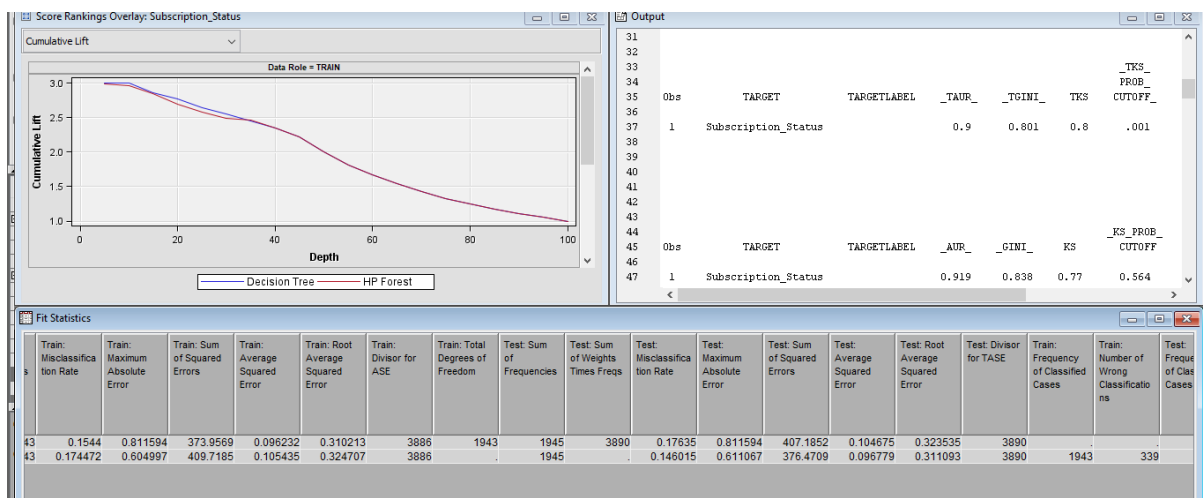 Score Rankings Overlay: Subscription_Status
Cumulative Lift
Data Role = TRAIN
Cumulative Lift
3.0
2.5
2.0
1.5
1.0
0 20 40 60 80 100
Depth
Decision Tree HP Forest
Output
31
32
33 _TKS_
34 PROB_
35 Obs TARGET TARGETLABEL _TAUR_ _TGINI_ TKS CUTOFF_
36
37 1 Subscription_Status 0.9 0.801 0.8 .001
38
39
40
41
42
43
44 _KS_PROB_
45 Obs TARGET TARGETLABEL _AUR_ _GINI_ KS CUTOFF
46
47 1 Subscription_Status 0.919 0.838 0.77 0.564
Fit Statistics
Train: Train: Train: Sum Train: Train: Root Train: Train: Total Test: Sum Test: Sum Test: Test: Test: Sum Test: Test: Root Test: Divisor Train: Train: Test:
Misclassifica Maximum of Squared Average Average Divisor for Degrees of of of Weights Misclassifica Maximum of Squared Average Average for TASE Frequency Number of Freque
s tion Rate Absolute Errors Squared Squared ASE Freedom Frequencies Times Freqs tion Rate Absolute Errors Squared Squared of Classified Wrong of Clas
Error Error Error Error Error Error Cases Classificatio Cases
ns
43 0.1544 0.811594 373.9569 0.096232 0.310213 3886 1943 1945 3890 0.17635 0.811594 407.1852 0.104675 0.323535 3890 . .
43 0.174472 0.604997 409.7185 0.105435 0.324707 3886 . 1945 . 0.146015 0.611067 376.4709 0.096779 0.311093 3890 1943 339